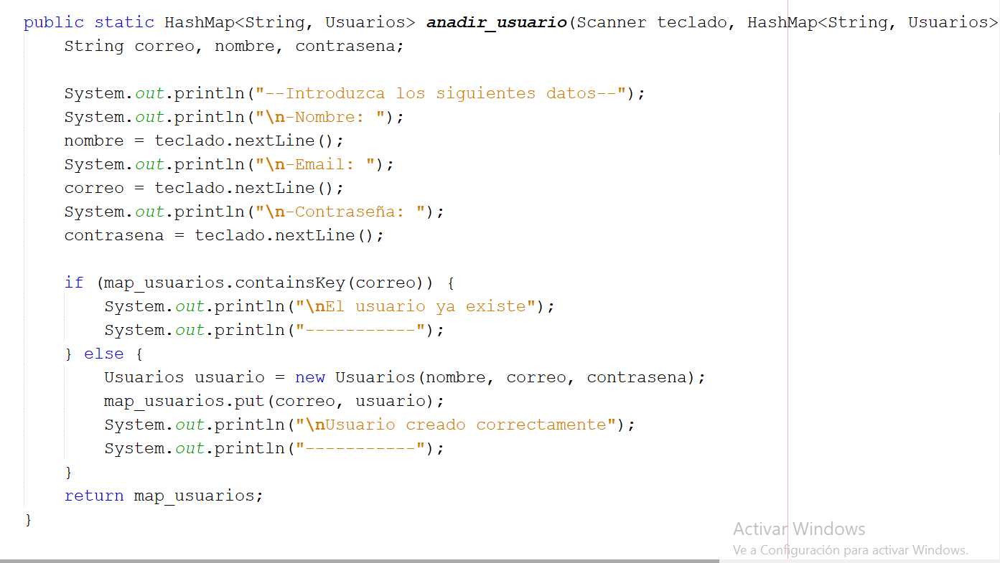 public static HashMap<String, Usuarios> anadir_usuario(Scanner teclado, HashMap<String, Usuarios>
String correo, nombre, contrasena;
System.out.println("--Introduzca los siguientes datos--");
System.out.println("\n-Nombre: ");
nombre = teclado.nextLine();
System.out.println("\n-Email: ");
correo = teclado.nextLine();
System.out.println("\n-Contraseña: ");
contrasena = teclado.nextLine();
if (map_usuarios.containsKey(correo)) {
System.out.println("\nEl usuario ya existe");
System.out.println("-----------");
} else {
Usuarios usuario = new Usuarios(nombre, correo, contrasena);
map_usuarios.put(correo, usuario);
System.out.println("\nUsuario creado correctamente");
System.out.println("-----------");
}
return map_usuarios;
}
Activar Windows
Ve a Configuración para activar Windows.